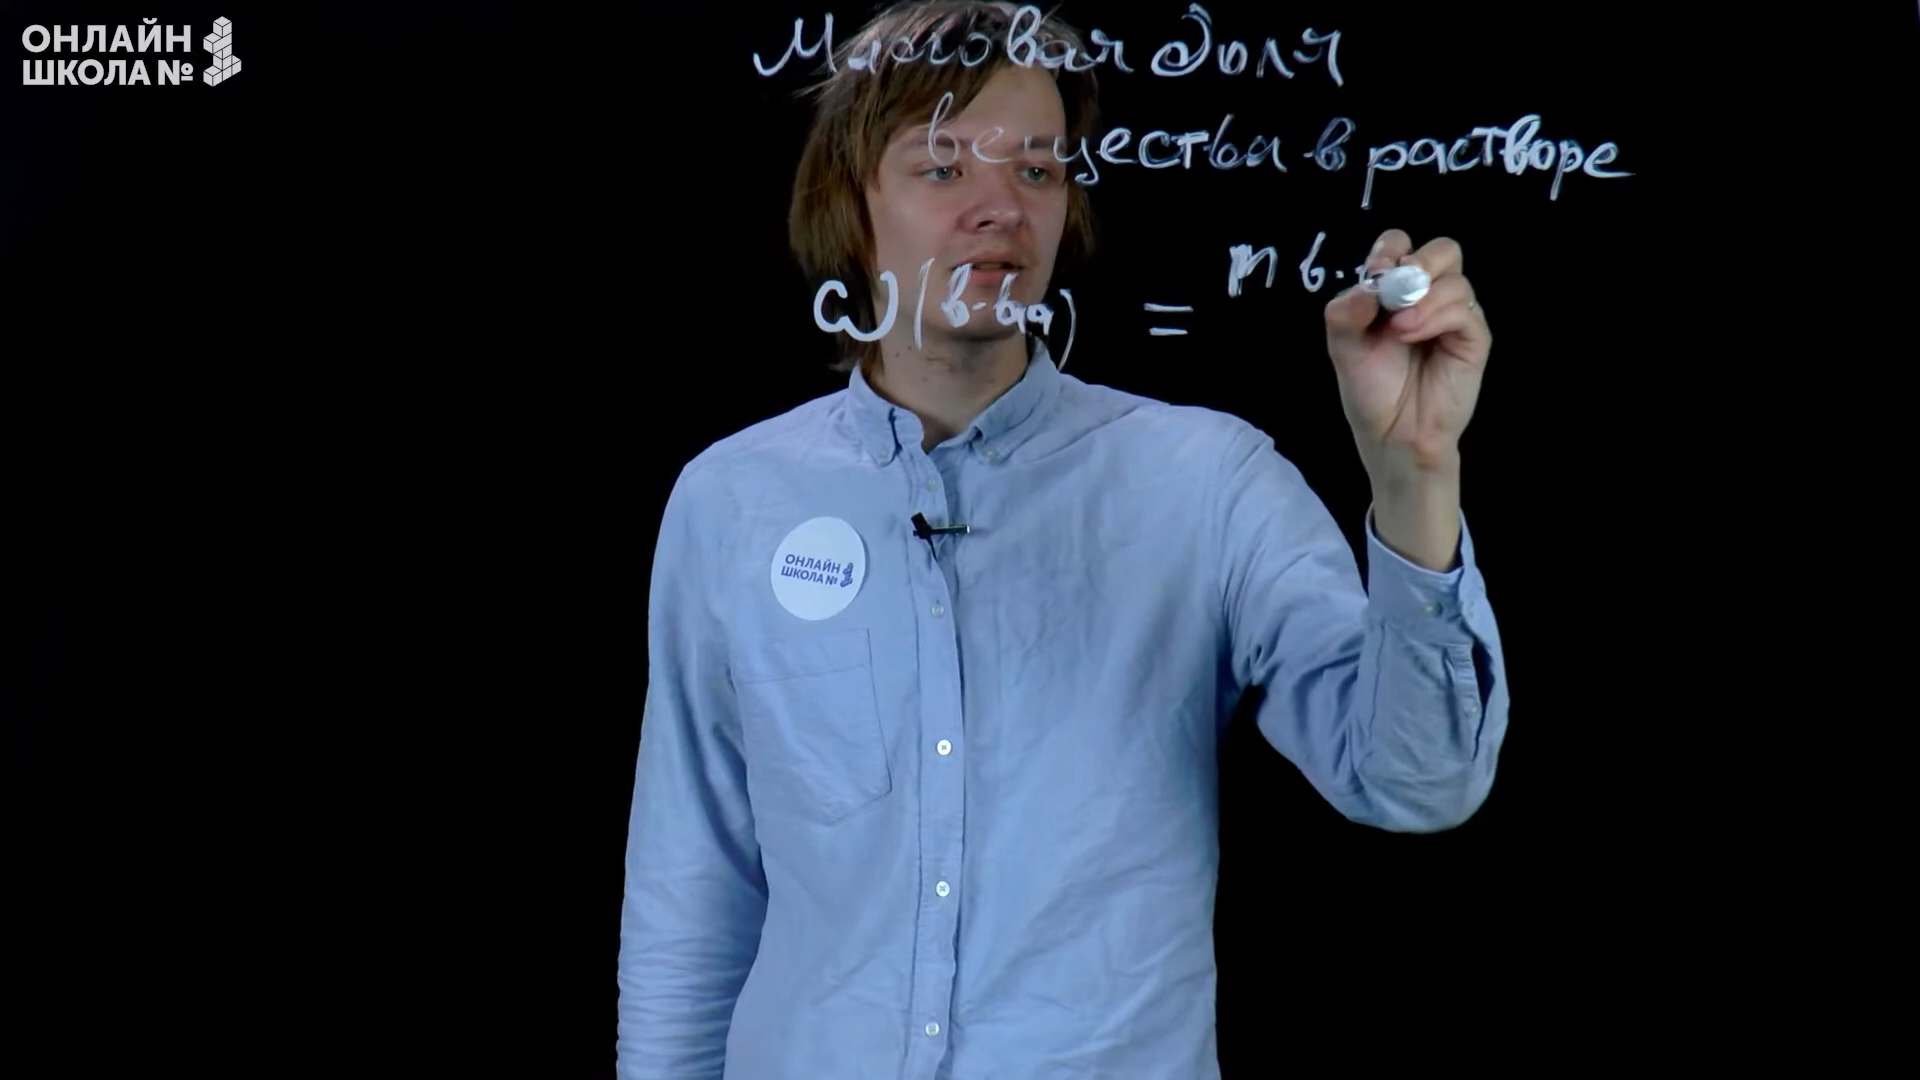 ОНЛАЙН
ШКОЛА №
Массовая доля
вещества в растворе
ω(в-ва) = m в-
ОНЛАЙН
ШКОЛА №